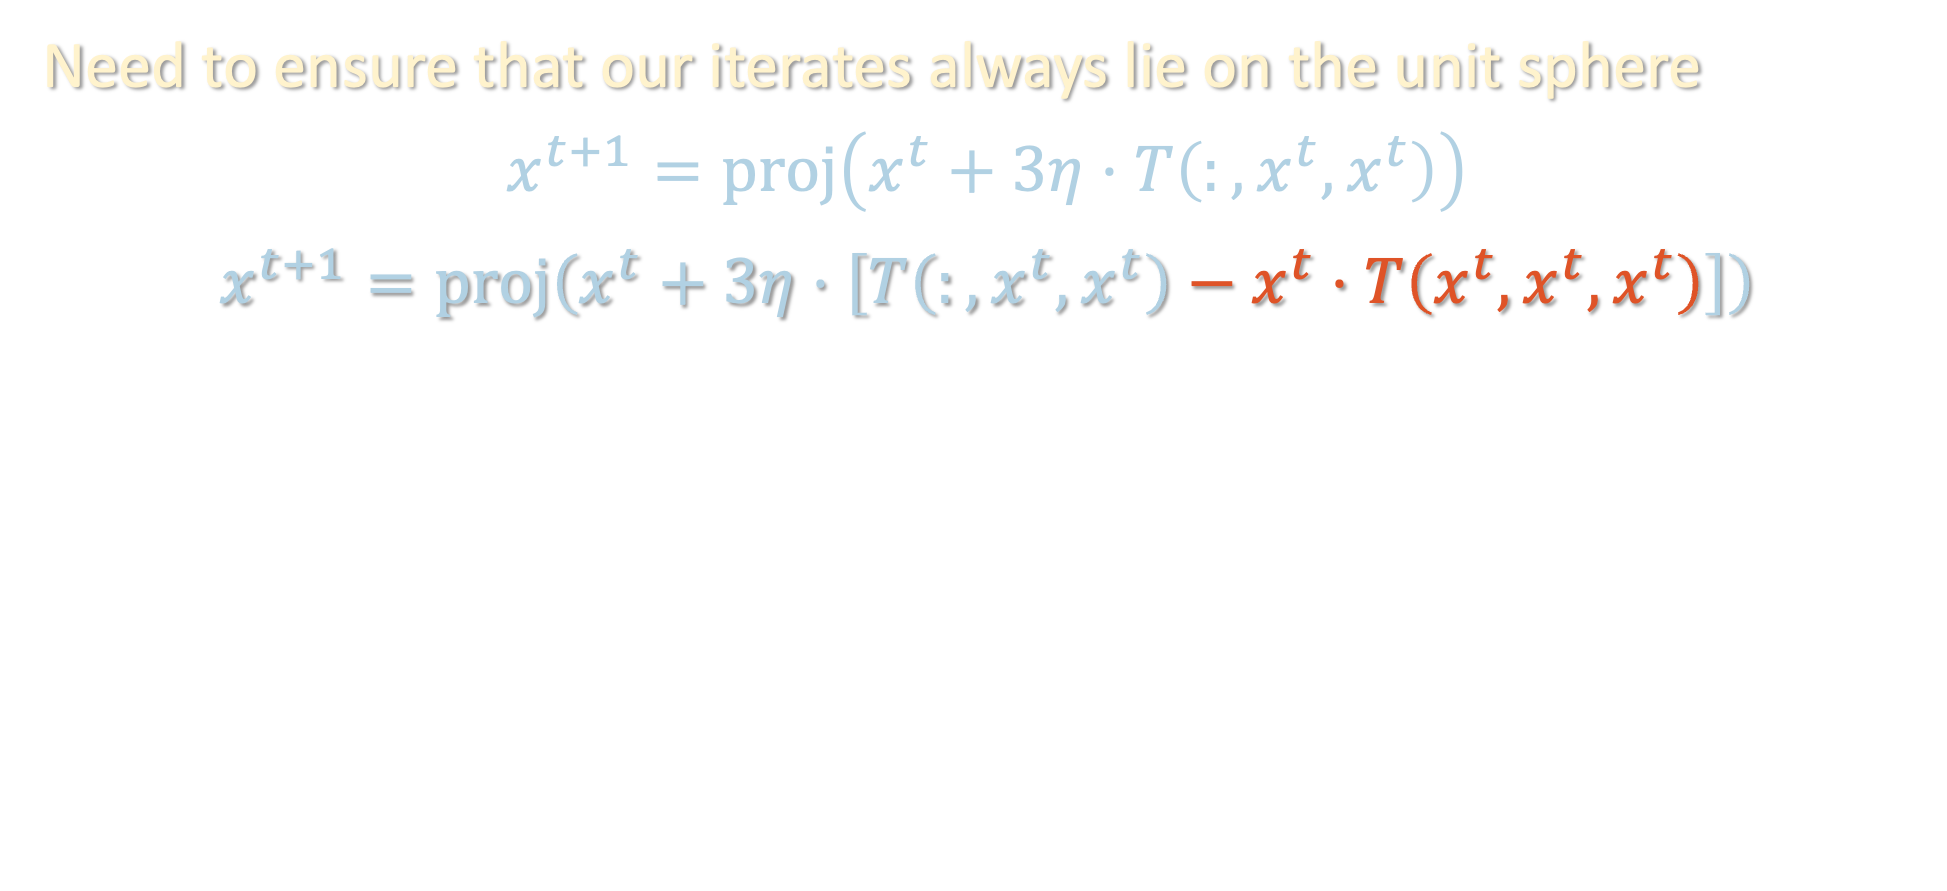 Need to ensure that our iterates always lie on the unit sphere
x^{t+1} = proj(x^t + 3η · T(:, x^t, x^t))
x^{t+1} = proj(x^t + 3η · [T(:, x^t, x^t) − x^t · T(x^t, x^t, x^t)])